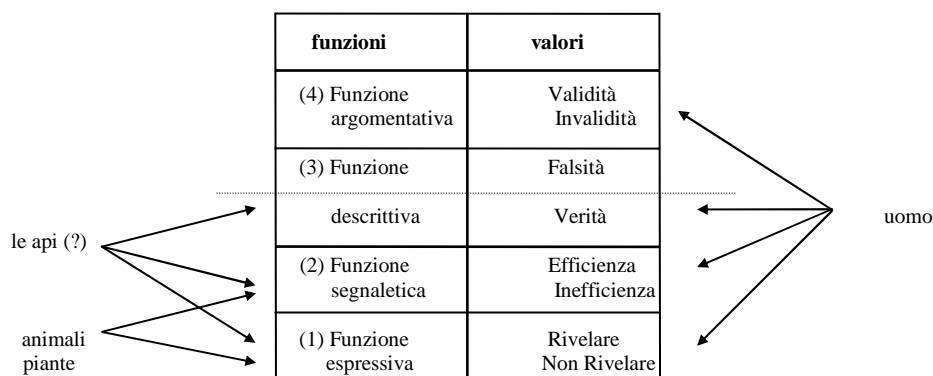 funzioni valori
(4) Funzione Validità
argomentativa Invalidità
(3) Funzione Falsità
descrittiva Verità
uomo
le api (?)
(2) Funzione Efficienza
segnaletica Inefficienza
animali (1) Funzione Rivelare
piante espressiva Non Rivelare